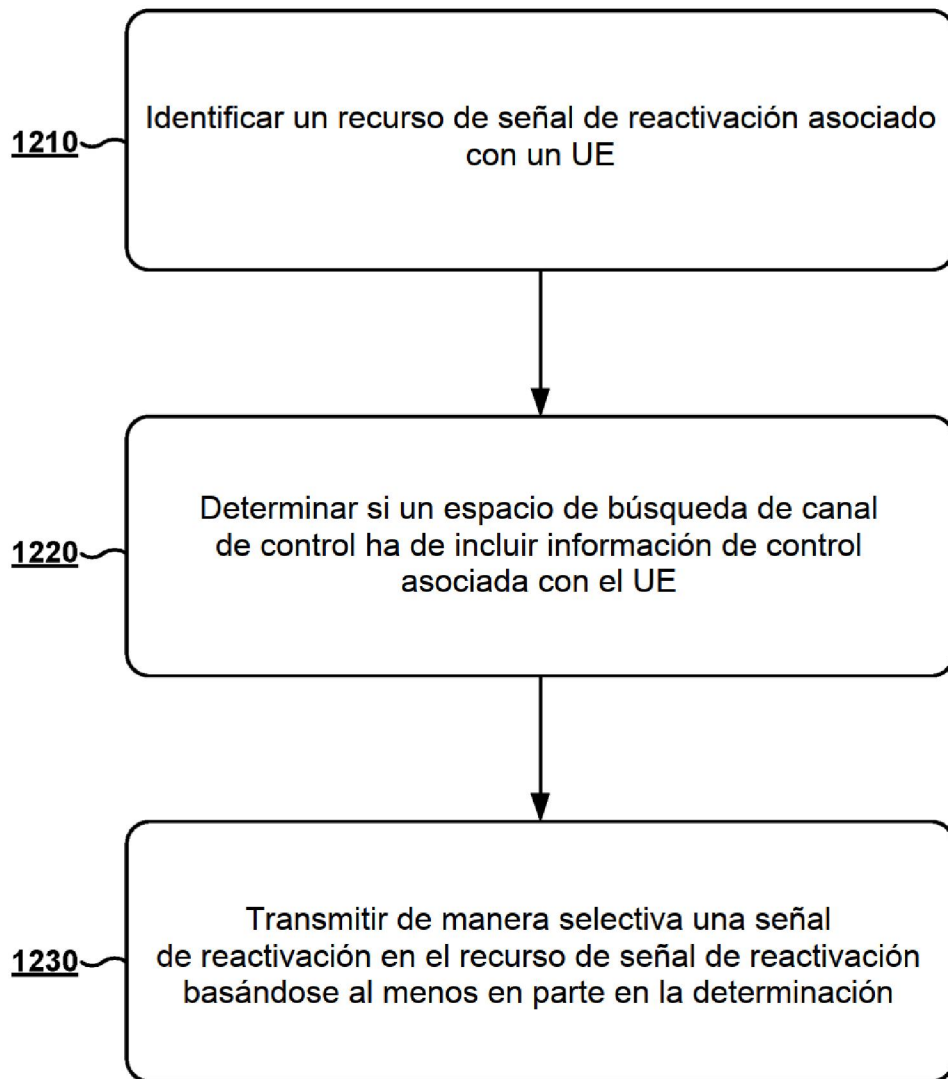 1210
Identificar un recurso de señal de reactivación asociado
con un UE
1220
Determinar si un espacio de búsqueda de canal
de control ha de incluir información de control
asociada con el UE
1230
Transmitir de manera selectiva una señal
de reactivación en el recurso de señal de reactivación
basándose al menos en parte en la determinación